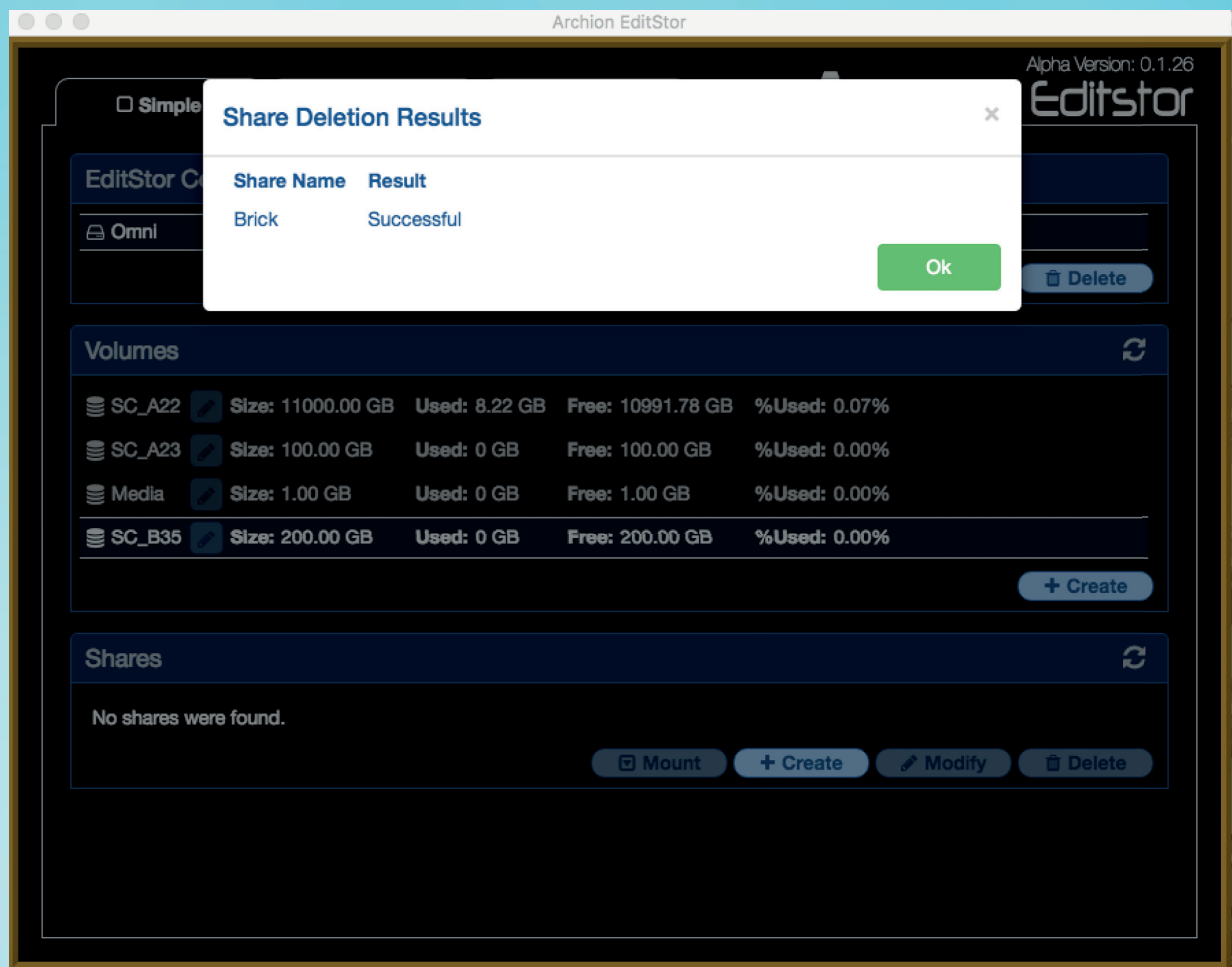 Archion EditStor
Alpha Version: 0.1.26
Editstor
Simple
Share Deletion Results ×
Share Name Result
Brick Successful
Ok
EditStor
Omni
Delete
Volumes
SC_A22 Size: 11000.00 GB Used: 8.22 GB Free: 10991.78 GB %Used: 0.07%
SC_A23 Size: 100.00 GB Used: 0 GB Free: 100.00 GB %Used: 0.00%
Media Size: 1.00 GB Used: 0 GB Free: 1.00 GB %Used: 0.00%
SC_B35 Size: 200.00 GB Used: 0 GB Free: 200.00 GB %Used: 0.00%
+ Create
Shares
No shares were found.
Mount + Create Modify Delete